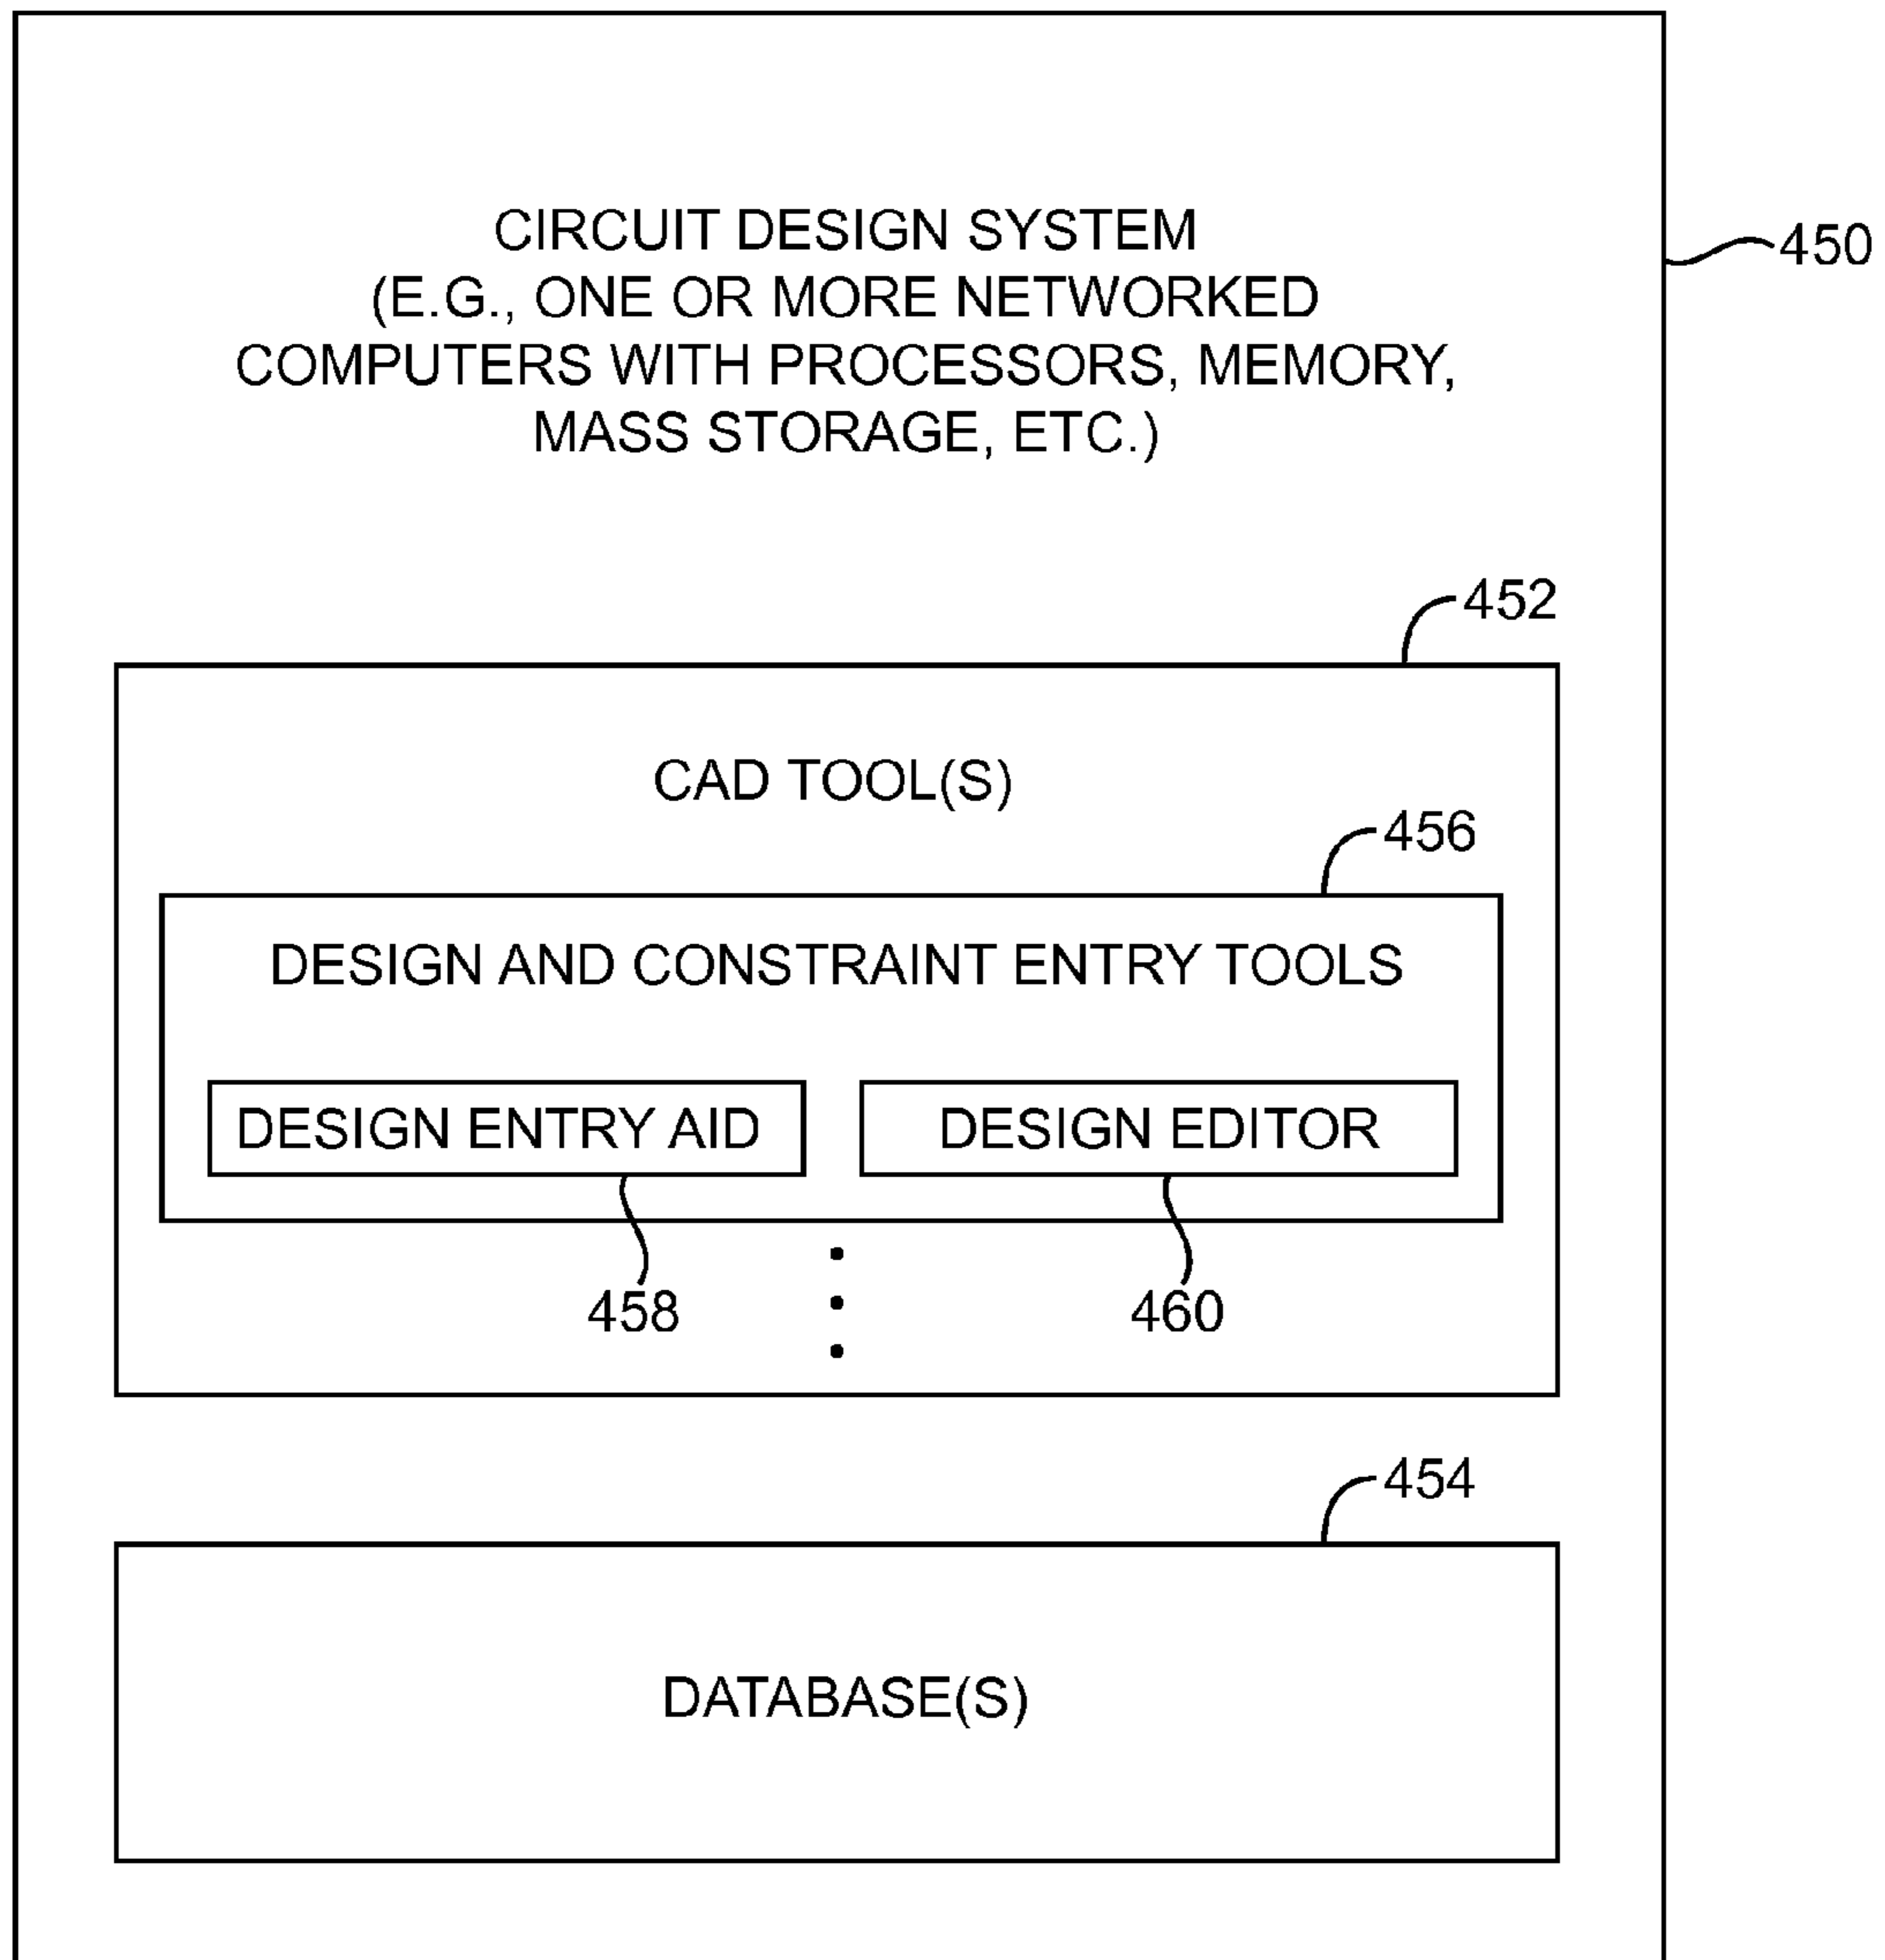 CIRCUIT DESIGN SYSTEM
(E.G., ONE OR MORE NETWORKED
COMPUTERS WITH PROCESSORS, MEMORY,
MASS STORAGE, ETC.)
450
452
CAD TOOL(S)
456
DESIGN AND CONSTRAINT ENTRY TOOLS
DESIGN ENTRY AID
DESIGN EDITOR
458
460
454
DATABASE(S)